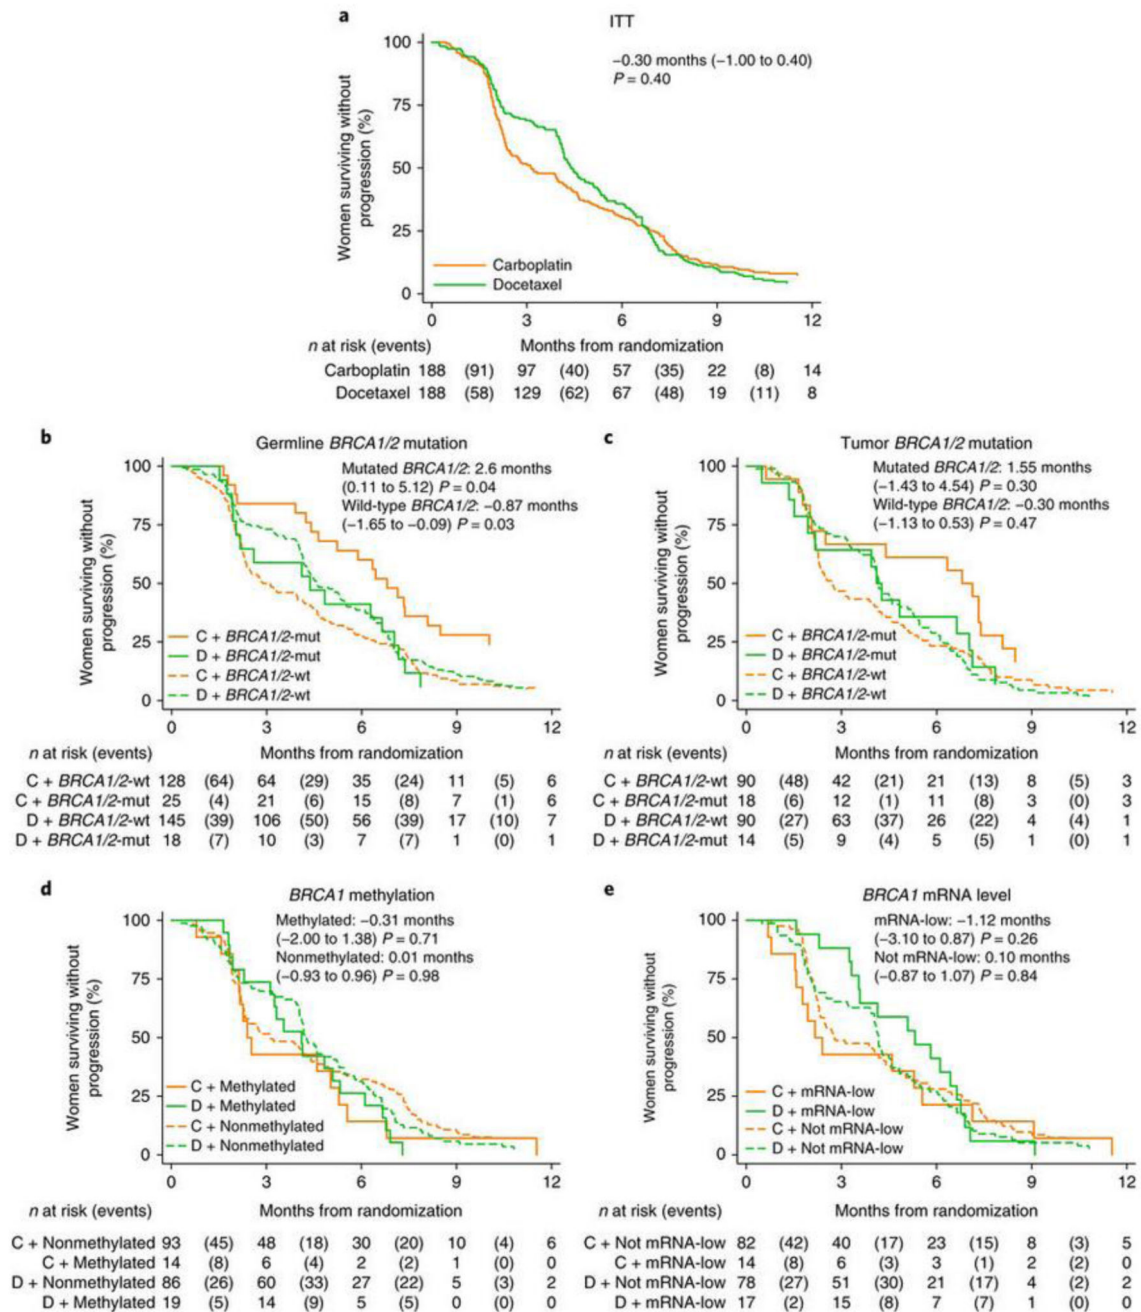 a
ITT
−0.30 months (−1.00 to 0.40)
P = 0.40
Women surviving without
progression (%)
100
75
50
25
0
Carboplatin
Docetaxel
0 3 6 9 12
n at risk (events) Months from randomization
Carboplatin 188 (91) 97 (40) 57 (35) 22 (8) 14
Docetaxel 188 (58) 129 (62) 67 (48) 19 (11) 8
b
Germline BRCA1/2 mutation
Mutated BRCA1/2: 2.6 months
(0.11 to 5.12) P = 0.04
Wild-type BRCA1/2: −0.87 months
(−1.65 to −0.09) P = 0.03
Women surviving without
progression (%)
100
75
50
25
0
C + BRCA1/2-mut
D + BRCA1/2-mut
C + BRCA1/2-wt
D + BRCA1/2-wt
0 3 6 9 12
n at risk (events) Months from randomization
C + BRCA1/2-wt 128 (64) 64 (29) 35 (24) 11 (5) 6
C + BRCA1/2-mut 25 (4) 21 (6) 15 (8) 7 (1) 6
D + BRCA1/2-wt 145 (39) 106 (50) 56 (39) 17 (10) 7
D + BRCA1/2-mut 18 (7) 10 (3) 7 (7) 1 (0) 1
c
Tumor BRCA1/2 mutation
Mutated BRCA1/2: 1.55 months
(−1.43 to 4.54) P = 0.30
Wild-type BRCA1/2: −0.30 months
(−1.13 to 0.53) P = 0.47
Women surviving without
progression (%)
100
75
50
25
0
C + BRCA1/2-mut
D + BRCA1/2-mut
C + BRCA1/2-wt
D + BRCA1/2-wt
0 3 6 9 12
n at risk (events) Months from randomization
C + BRCA1/2-wt 90 (48) 42 (21) 21 (13) 8 (5) 3
C + BRCA1/2-mut 18 (6) 12 (1) 11 (8) 3 (0) 3
D + BRCA1/2-wt 90 (27) 63 (37) 26 (22) 4 (4) 1
D + BRCA1/2-mut 14 (5) 9 (4) 5 (5) 1 (0) 1
d
BRCA1 methylation
Methylated: −0.31 months
(−2.00 to 1.38) P = 0.71
Nonmethylated: 0.01 months
(−0.93 to 0.96) P = 0.98
Women surviving without
progression (%)
100
75
50
25
0
C + Methylated
D + Methylated
C + Nonmethylated
D + Nonmethylated
0 3 6 9 12
n at risk (events) Months from randomization
C + Nonmethylated 93 (45) 48 (18) 30 (20) 10 (4) 6
C + Methylated 14 (8) 6 (4) 2 (2) 1 (0) 0
D + Nonmethylated 86 (26) 60 (33) 27 (22) 5 (3) 2
D + Methylated 19 (5) 14 (9) 5 (5) 0 (0) 0
e
BRCA1 mRNA level
mRNA-low: −1.12 months
(−3.10 to 0.87) P = 0.26
Not mRNA-low: 0.10 months
(−0.87 to 1.07) P = 0.84
Women surviving without
progression (%)
100
75
50
25
0
C + mRNA-low
D + mRNA-low
C + Not mRNA-low
D + Not mRNA-low
0 3 6 9 12
n at risk (events) Months from randomization
C + Not mRNA-low 82 (42) 40 (17) 23 (15) 8 (3) 5
C + mRNA-low 14 (8) 6 (3) 3 (1) 2 (2) 0
D + Not mRNA-low 78 (27) 51 (30) 21 (17) 4 (2) 2
D + mRNA-low 17 (2) 15 (8) 7 (7) 1 (0) 0